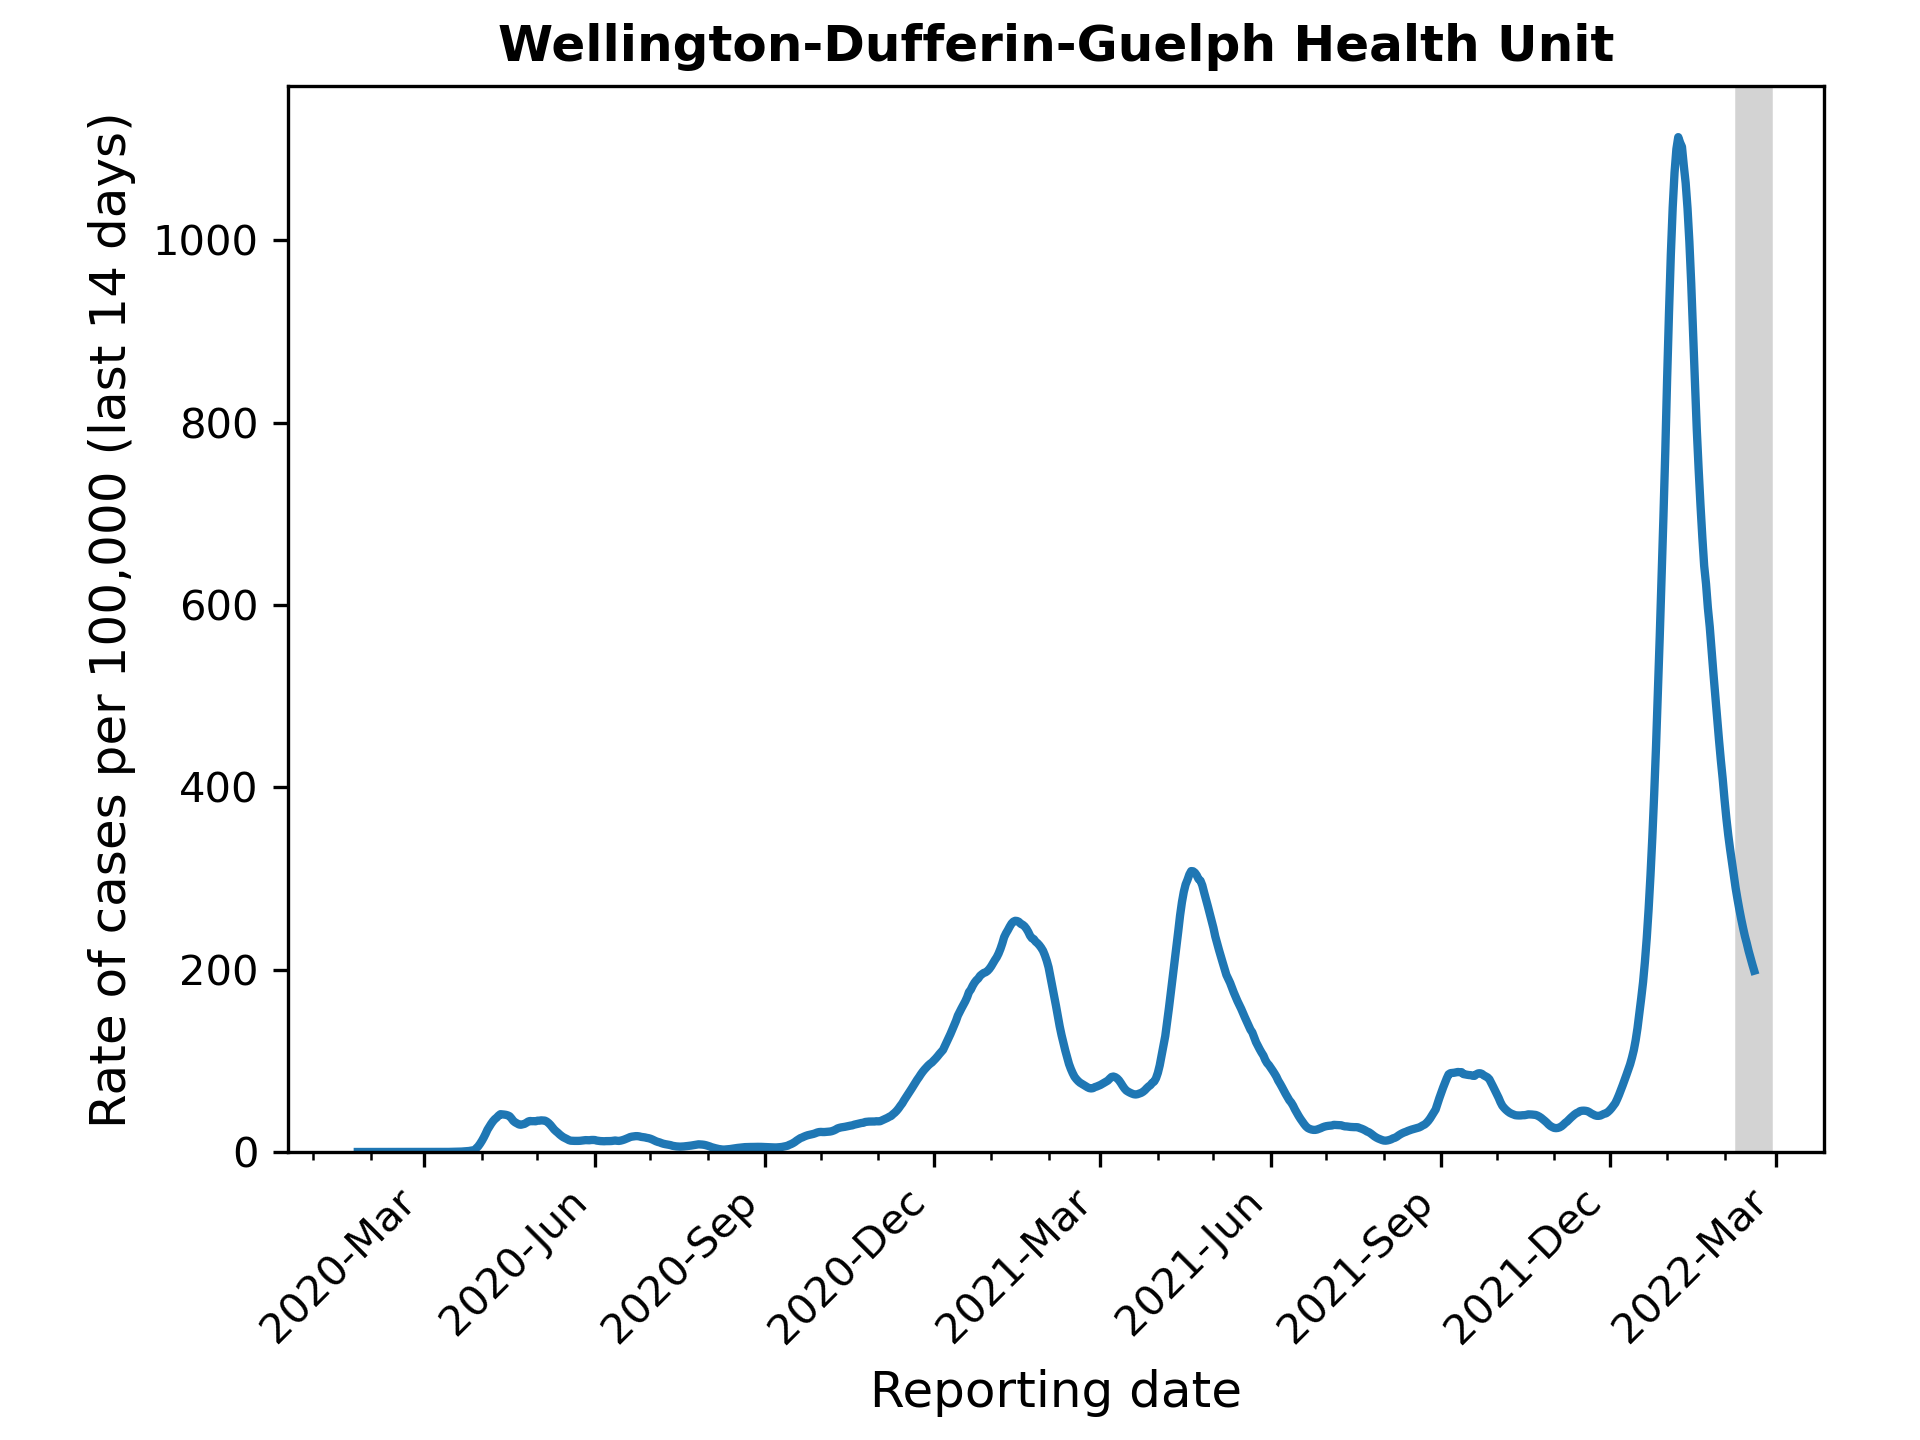 Wellington-Dufferin-Guelph Health Unit
Rate of cases per 100,000 (last 14 days)
1000
800
600
400
200
0
2020-Mar
2020-Jun
2020-Sep
2020-Dec
2021-Mar
2021-Jun
2021-Sep
2021-Dec
2022-Mar
Reporting date